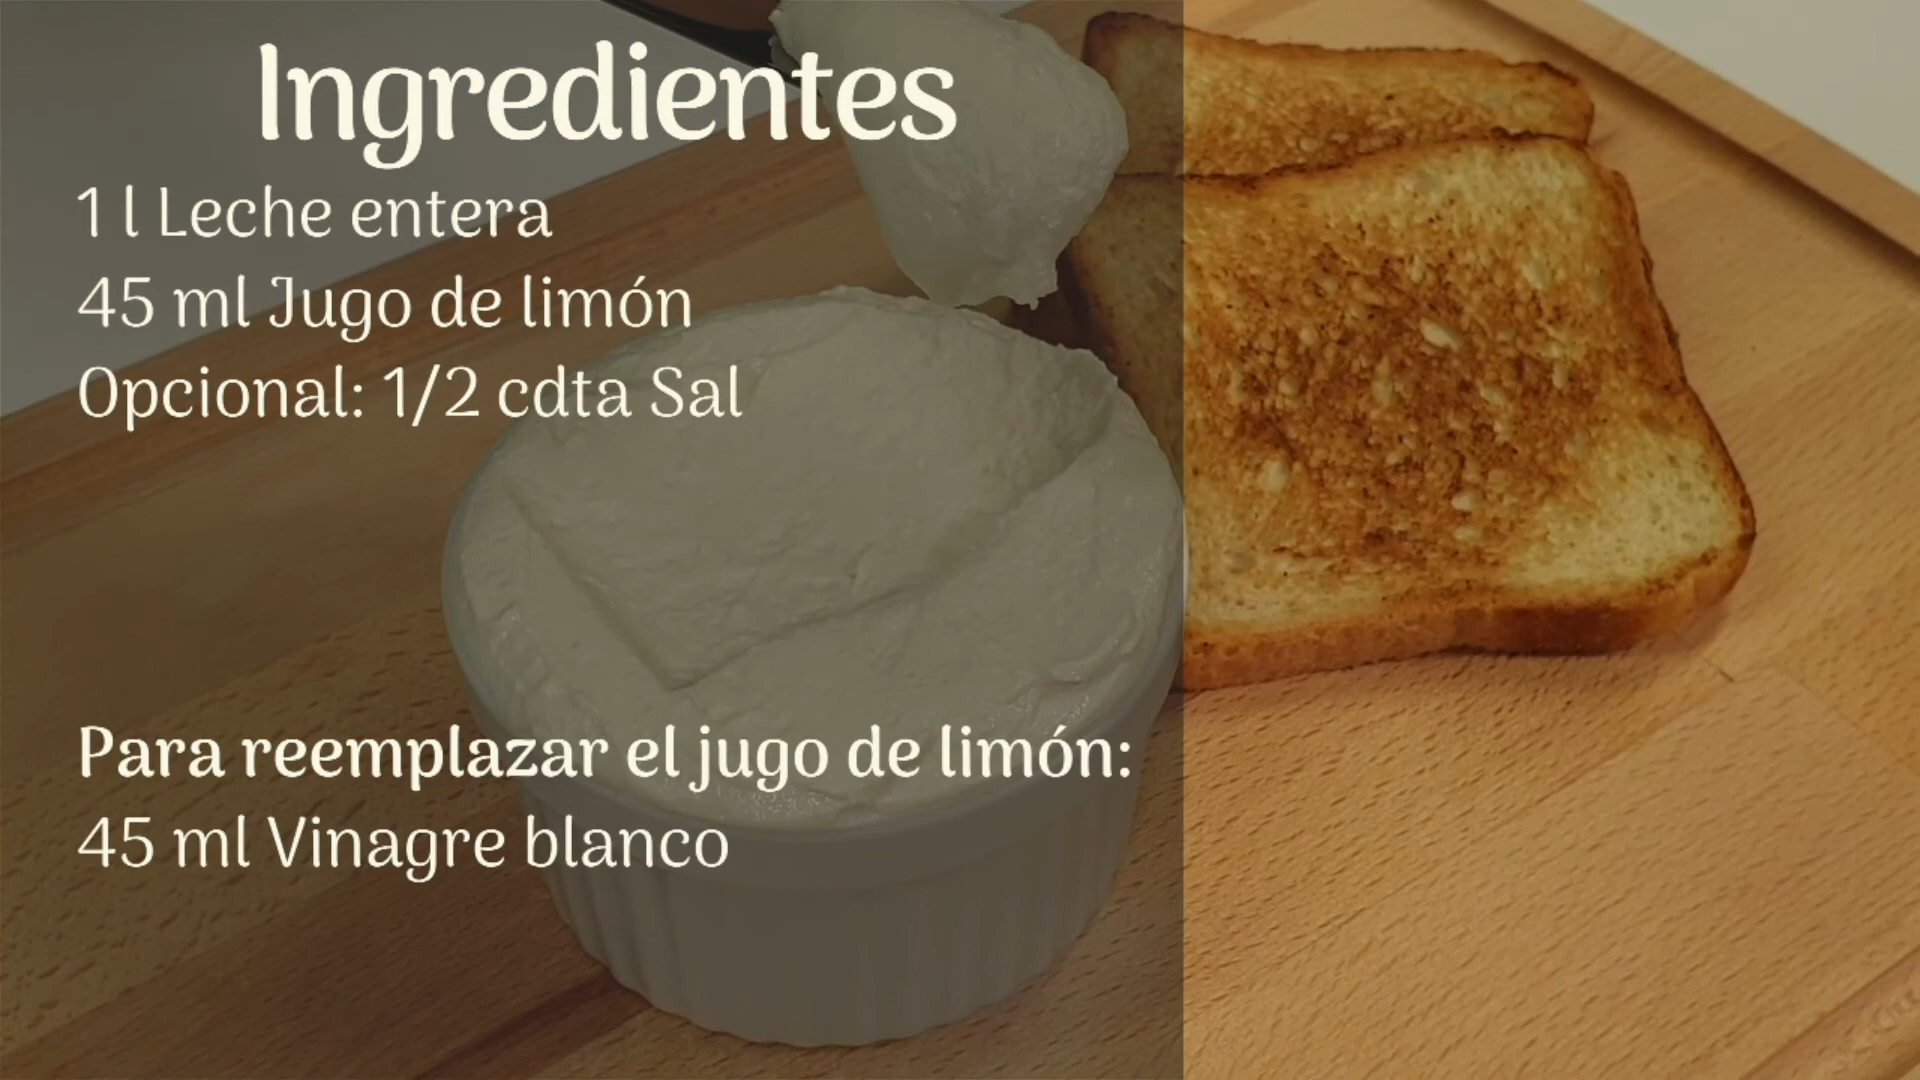 Ingredientes
1 l Leche entera
45 ml Jugo de limón
Opcional: 1/2 cdta Sal
Para reemplazar el jugo de limón:
45 ml Vinagre blanco